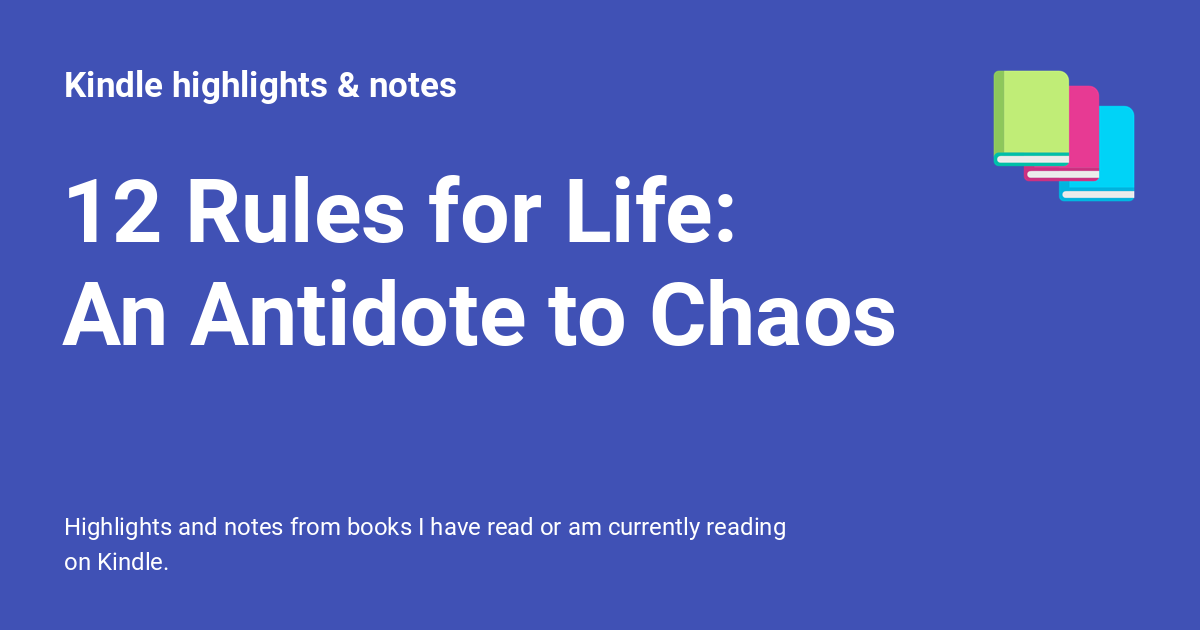 Kindle highlights & notes
12 Rules for Life:
An Antidote to Chaos
Highlights and notes from books I have read or am currently reading
on Kindle.